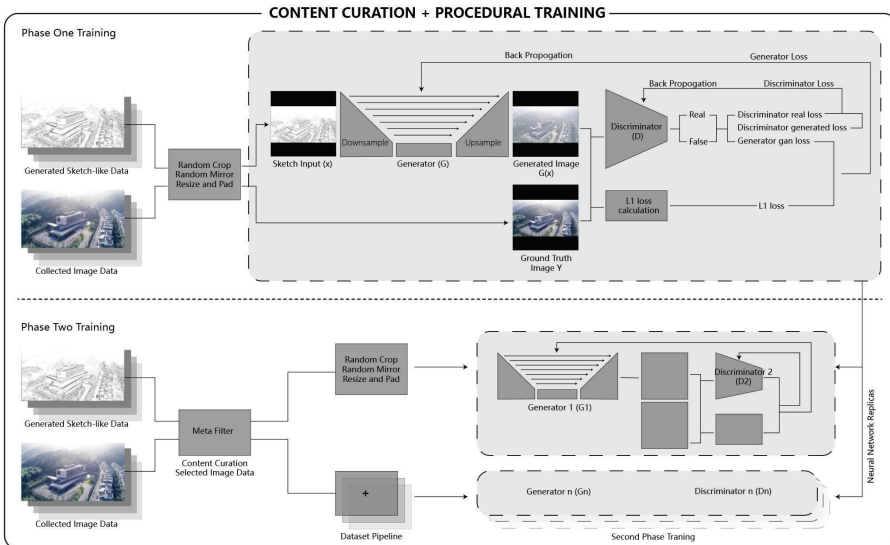 CONTENT CURATION + PROCEDURAL TRAINING
Phase One Training
Generated Sketch-like Data
Collected Image Data
Random Crop
Random Mirror
Resize and Pad
Back Propogation
Generator Loss
Sketch Input (x)
Downsample
Generator (G)
Upsample
Generated Image
G(x)
Ground Truth
Image Y
Back Propogation
Discriminator Loss
Discriminator
(D)
Real
False
Discriminator real loss
Discriminator generated loss
Generator gan loss
L1 loss
calculation
L1 loss
Phase Two Training
Generated Sketch-like Data
Collected Image Data
Meta Filter
Content Curation
Selected Image Data
Random Crop
Random Mirror
Resize and Pad
+
Dataset Pipeline
Generator 1 (G1)
Discriminator 2
(D2)
Generator n (Gn)
Discriminator n (Dn)
Second Phase Traning
Neural Network Replicas